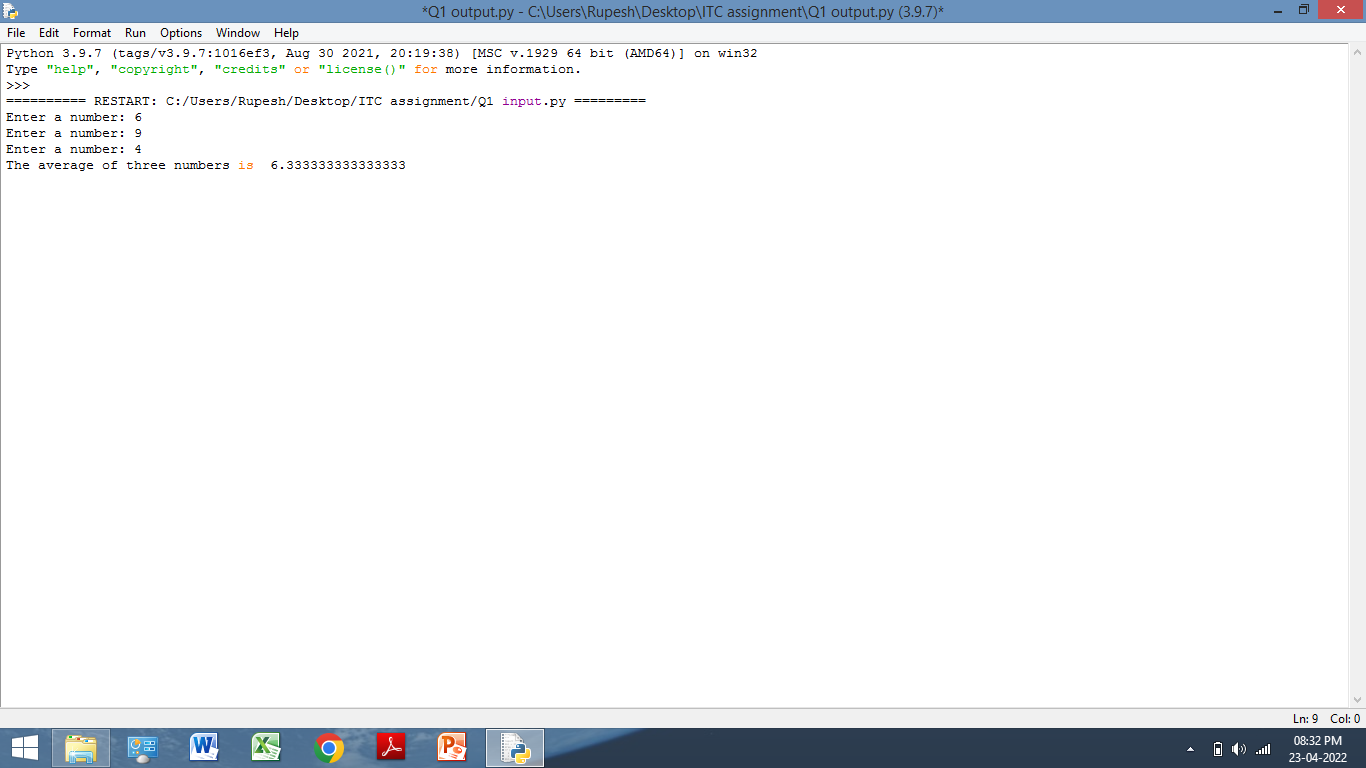 *Q1 output.py - C:\Users\Rupesh\Desktop\ITC assignment\Q1 output.py (3.9.7)*
File Edit Format Run Options Window Help
Python 3.9.7 (tags/v3.9.7:1016ef3, Aug 30 2021, 20:19:38) [MSC v.1929 64 bit (AMD64)] on win32
Type "help", "copyright", "credits" or "license()" for more information.
>>>
========== RESTART: C:/Users/Rupesh/Desktop/ITC assignment/Q1 input.py =========
Enter a number: 6
Enter a number: 9
Enter a number: 4
The average of three numbers is  6.333333333333333
Ln: 9 Col: 0
08:32 PM
23-04-2022